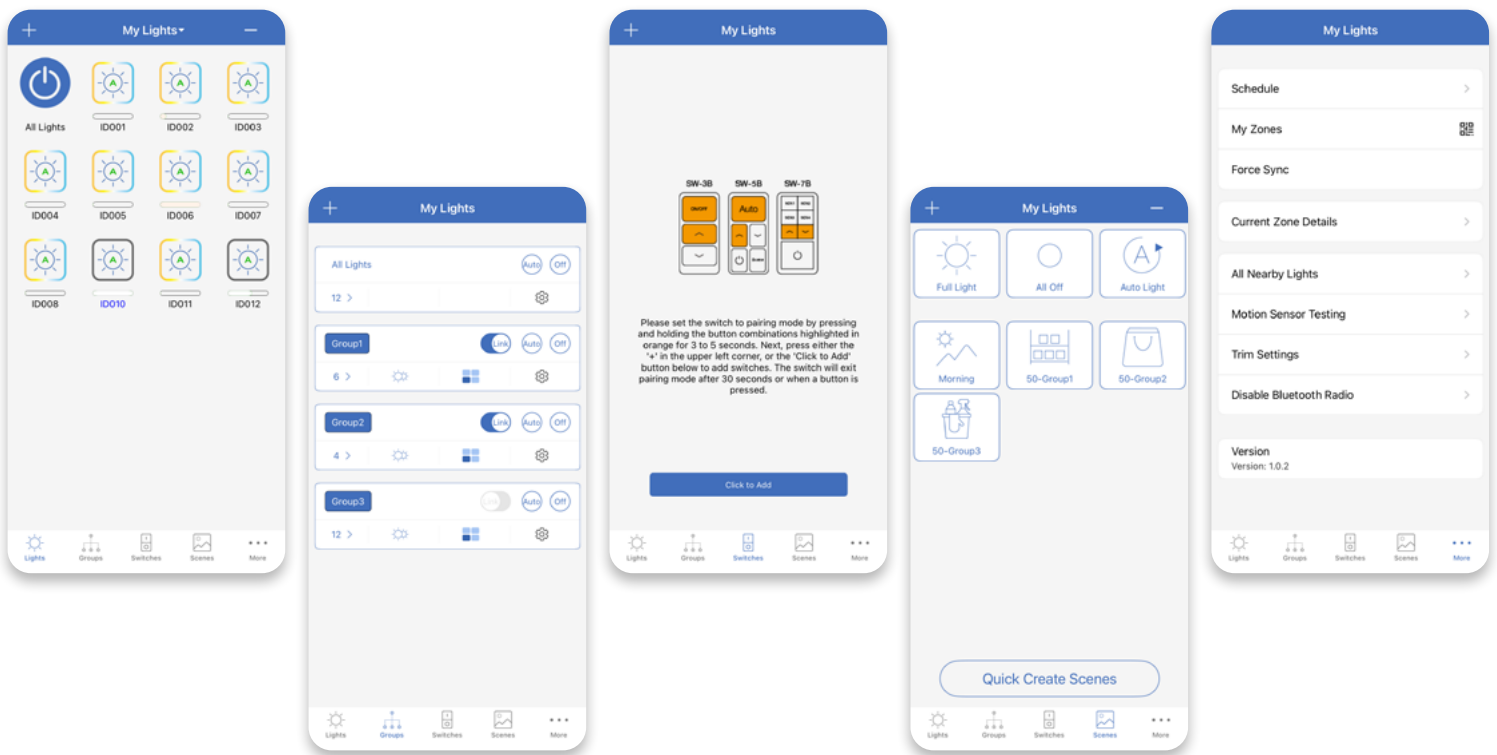 My Lights
All Lights ID001 ID002 ID003
ID004 ID005 ID006 ID007
ID008 ID010 ID011 ID012
Lights Groups Switches Scenes More
My Lights
All Lights Auto Off
12 >
Group1 Link Auto Off
6 >
Group2 Link Auto Off
4 >
Group3 Auto Off
12 >
Lights Groups Switches Scenes More
My Lights
SW-3B SW-5B SW-7B
ON/OFF Auto
Please set the switch to pairing mode by pressing
and holding the button combinations highlighted in
orange for 3 to 5 seconds. Next, press either the
'+' in the upper left corner, or the 'Click to Add'
button below to add switches. The switch will exit
pairing mode after 30 seconds or when a button is
pressed.
Click to Add
Lights Groups Switches Scenes More
My Lights
Full Light All Off Auto Light
Morning 50-Group1 50-Group2
50-Group3
Quick Create Scenes
Lights Groups Switches Scenes More
My Lights
Schedule
My Zones
Force Sync
Current Zone Details
All Nearby Lights
Motion Sensor Testing
Trim Settings
Disable Bluetooth Radio
Version
Version: 1.0.2
Lights Groups Switches Scenes More